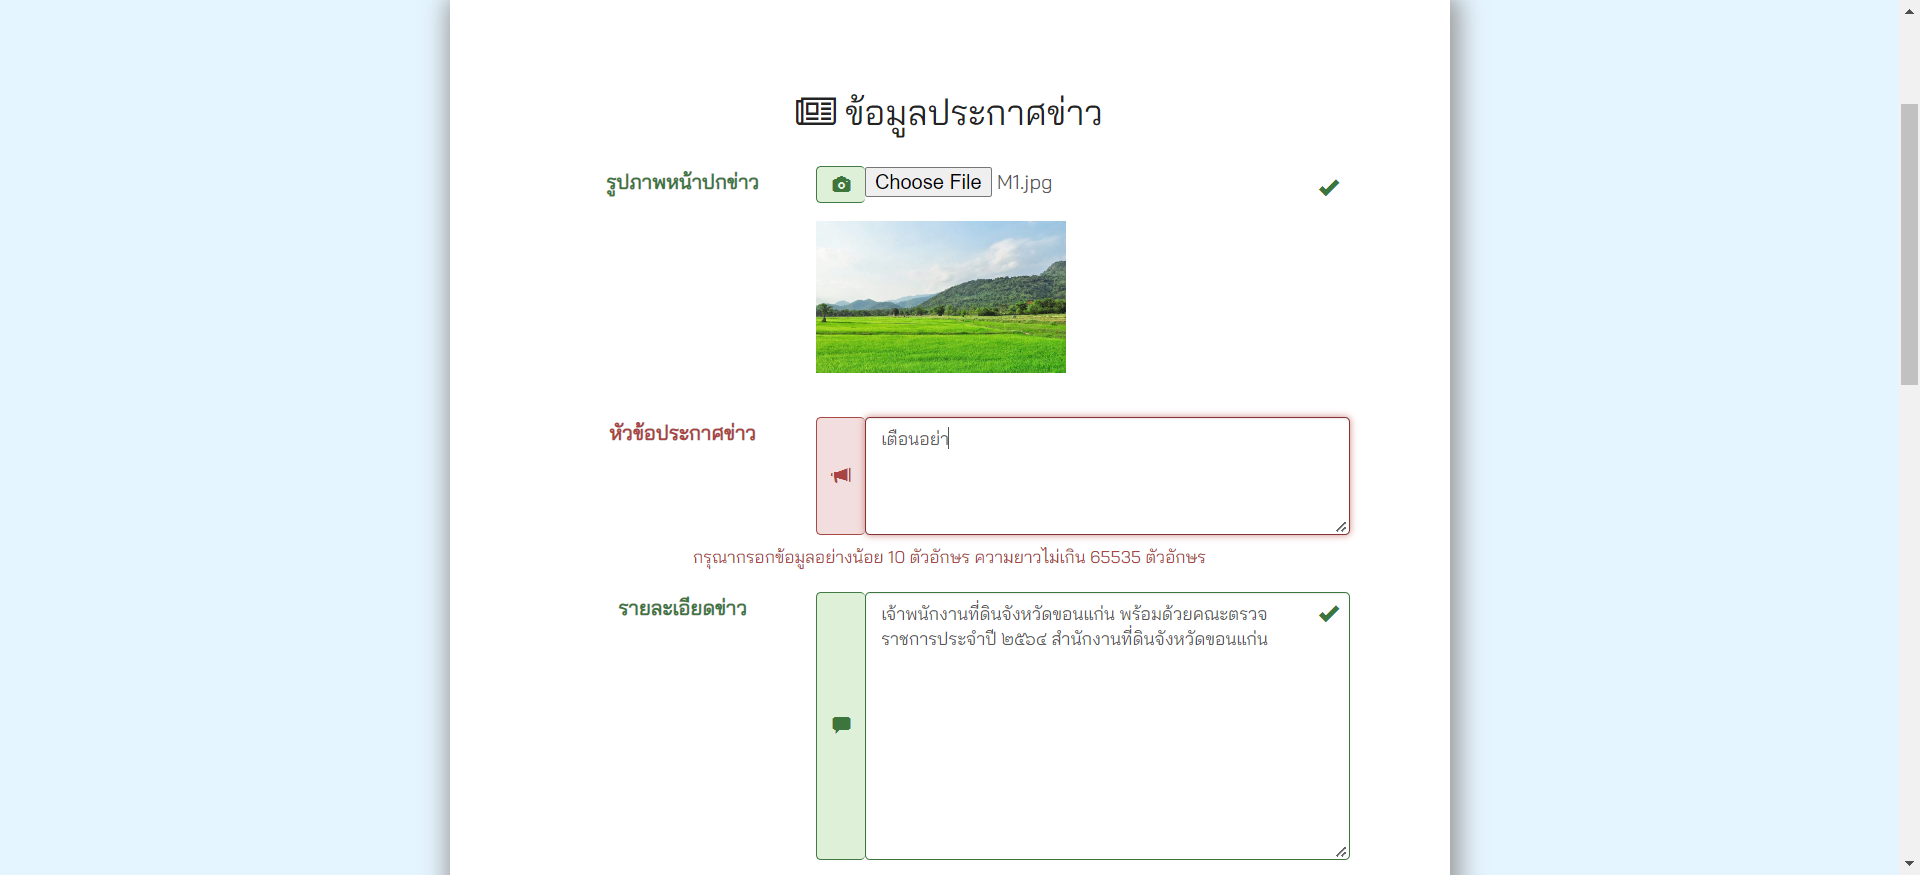 ข้อมูลประกาศข่าว
รูปภาพหน้าปกข่าว
Choose File M1.jpg
หัวข้อประกาศข่าว
เตือนอย่า
กรุณากรอกข้อมูลอย่างน้อย 10 ตัวอักษร ความยาวไม่เกิน 65535 ตัวอักษร
รายละเอียดข่าว
เจ้าพนักงานที่ดินจังหวัดขอนแก่น พร้อมด้วยคณะตรวจ
ราชการประจำปี ๒๕๖๔ สำนักงานที่ดินจังหวัดขอนแก่น